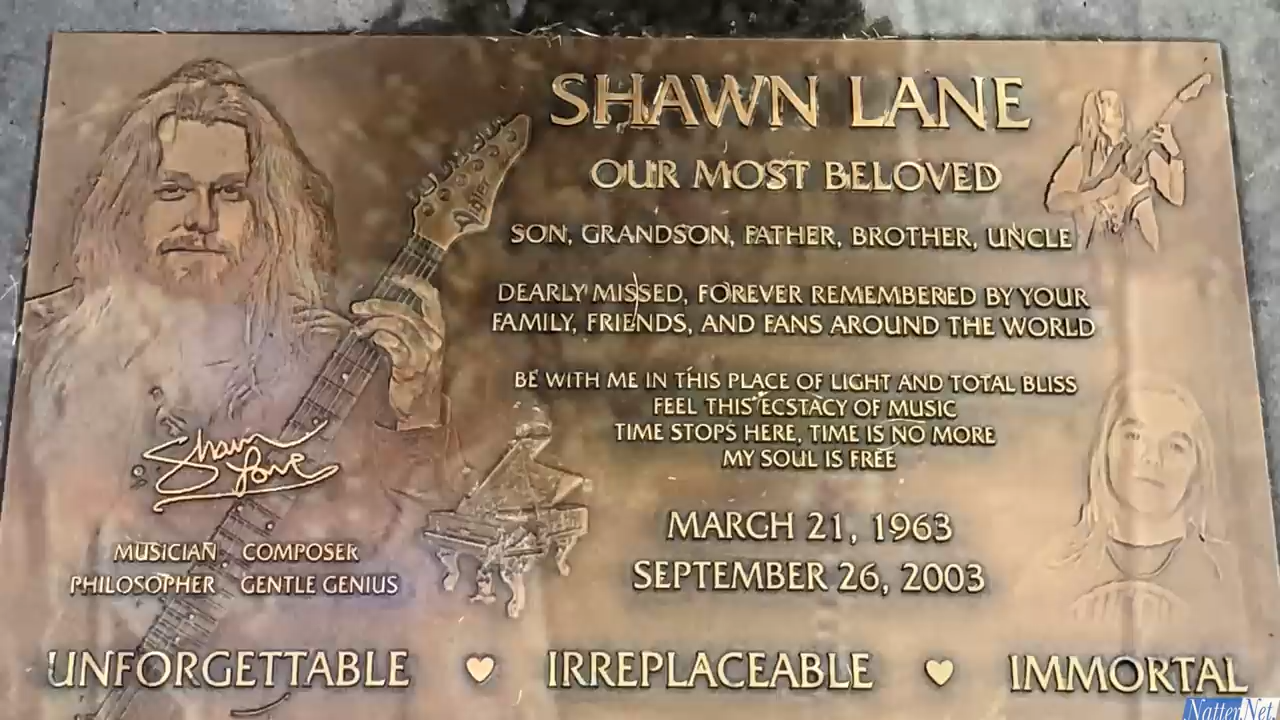 SHAWN LANE
OUR MOST BELOVED
SON, GRANDSON, FATHER, BROTHER, UNCLE
DEARLY MISSED, FOREVER REMEMBERED BY YOUR
FAMILY, FRIENDS, AND FANS AROUND THE WORLD
BE WITH ME IN THIS PLACE OF LIGHT AND TOTAL BLISS
FEEL THIS ECSTACY OF MUSIC
TIME STOPS HERE, TIME IS NO MORE
MY SOUL IS FREE
Shawn
Lane
MARCH 21, 1963
SEPTEMBER 26, 2003
MUSICIAN COMPOSER
PHILOSOPHER GENTLE GENIUS
UNFORGETTABLE ♥ IRREPLACEABLE ♥ IMMORTAL
NatterNet